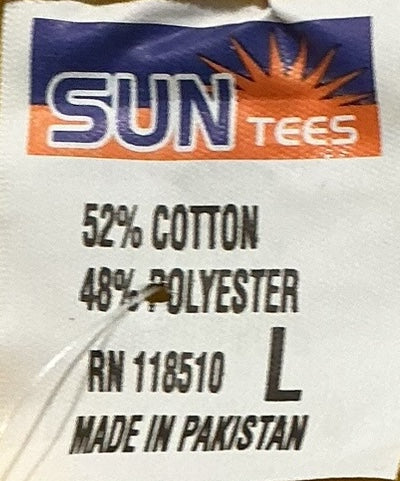 SUN TEES
52% COTTON
48% POLYESTER
RN 118510 L
MADE IN PAKISTAN